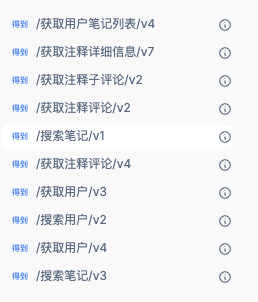 得到 /获取用户笔记列表/v4
得到 /获取注释详细信息/v7
得到 /获取注释子评论/v2
得到 /获取注释评论/v2
得到 /搜索笔记/v1
得到 /获取注释评论/v4
得到 /获取用户/v3
得到 /搜索用户/v2
得到 /获取用户/v4
得到 /搜索笔记/v3